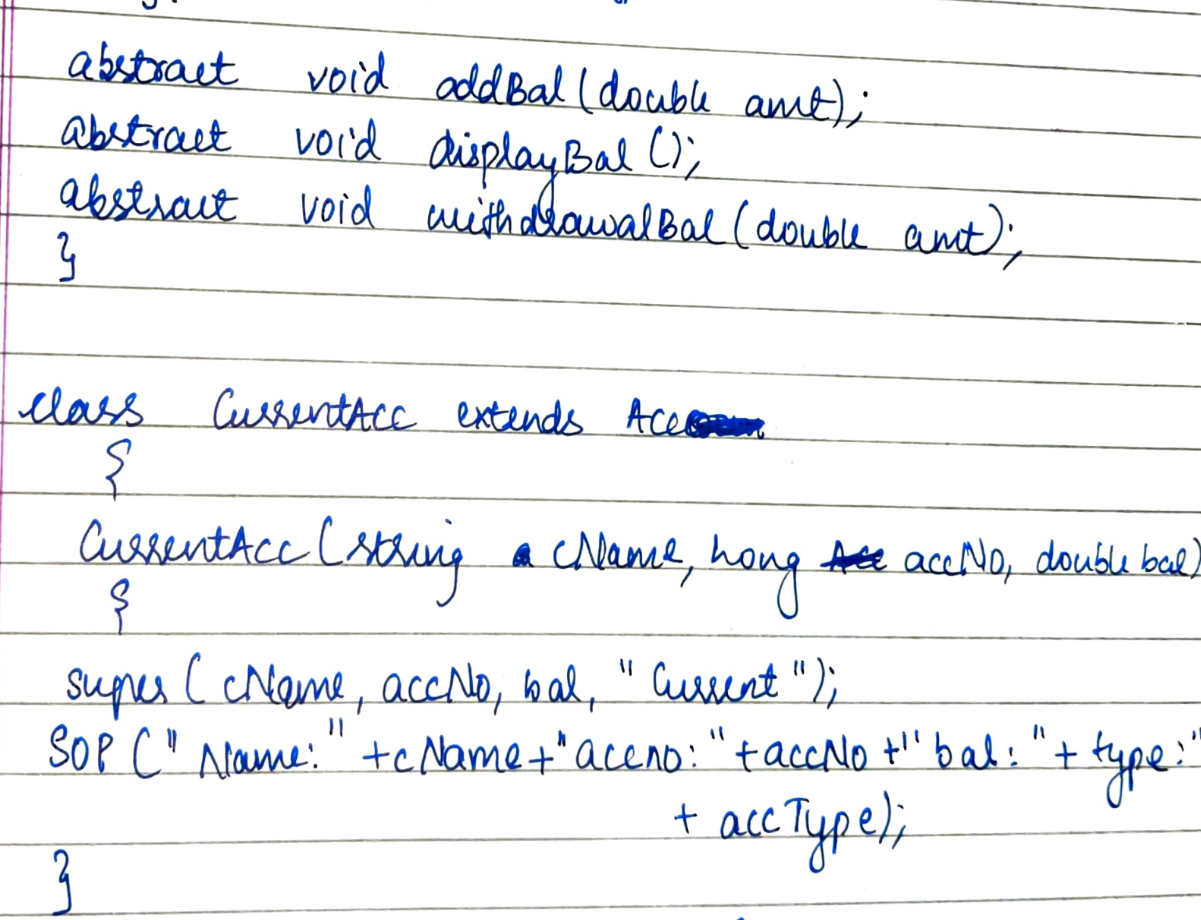 abstract void addBal (double amt);
abstract void displayBal ();
abstract void withdrawalBal (double amt);
}
class CurrentAcc extends Acc
{
CurrentAcc (string cName, long accNo, double bal)
{
super ( cName, accNo, bal, "Current");
SOP (" Name:" +cName+"accno:"+accNo+"bal:"+ type:"
+ accType);
}